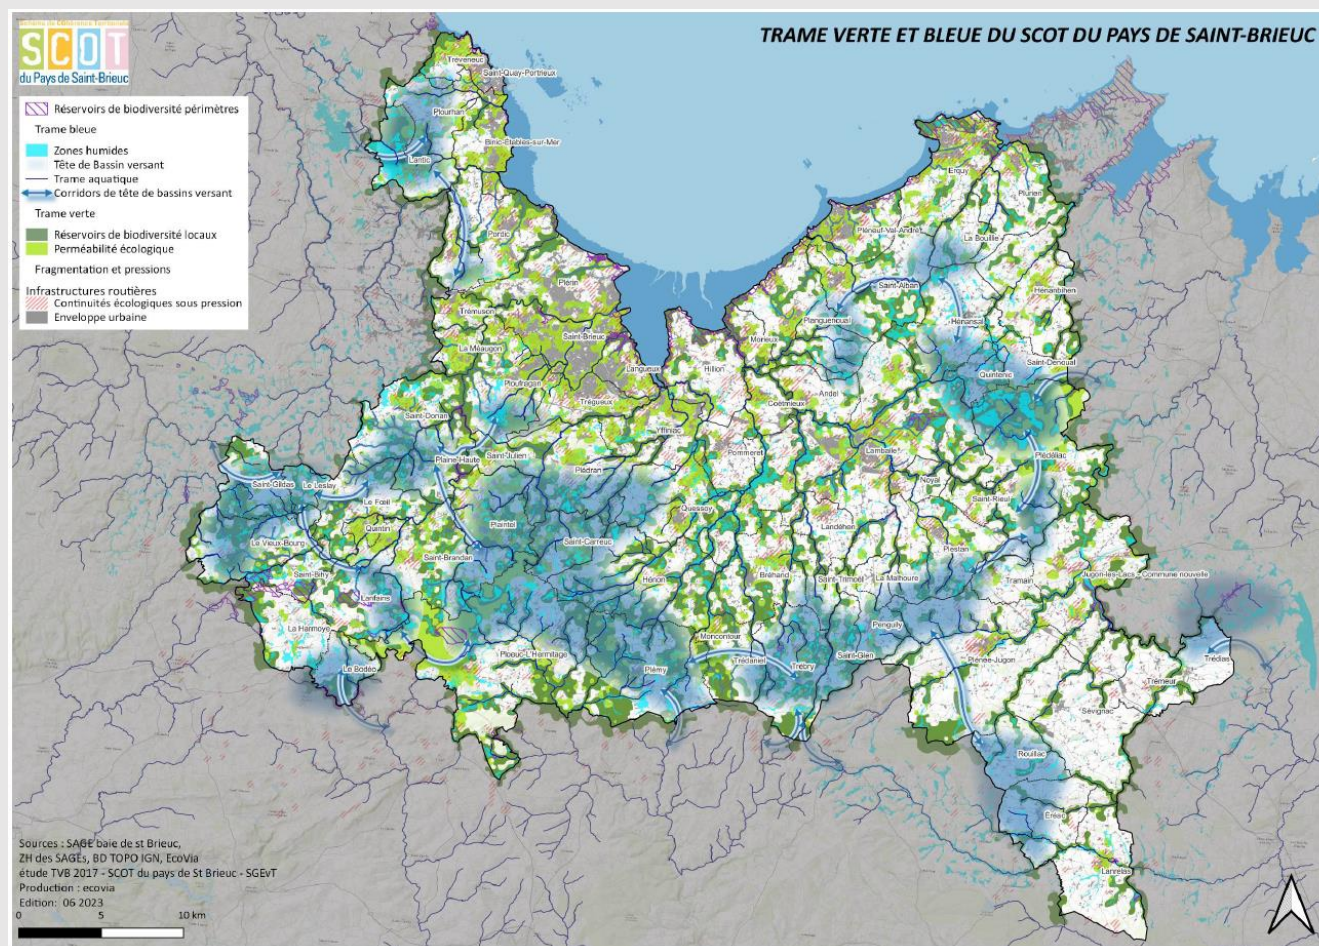 TRAME VERTE ET BLEUE DU SCOT DU PAYS DE SAINT-BRIEUC
Schéma de Cohérence Territoriale
SCOT
du Pays de Saint-Brieuc
Réservoirs de biodiversité périmètres
Trame bleue
Zones humides
Tête de Bassin versant
Trame aquatique
Corridors de tête de bassins versant
Trame verte
Réservoirs de biodiversité locaux
Perméabilité écologique
Fragmentation et pressions
Infrastructures routières
Continuités écologiques sous pression
Enveloppe urbaine
Tréveneuc
Saint-Quay-Portrieux
Plourhan
Binic-Étables-sur-Mer
Lantic
Erquy
Plurien
Pordic
Pléneuf-Val-André
La Bouillie
Plérin
Saint-Alban
Hénanbihen
Trémuson
Planguenoual
Hénansal
Saint-Brieuc
Morieux
La Méaugon
Hillion
Saint-Denoual
Langueux
Quintenic
Ploufragan
Andel
Trégueux
Coëtmieux
Saint-Donan
Yffiniac
Lamballe
Pommeret
Plaine-Haute
Saint-Julien
Plédéliac
Plédran
Noyal
Saint-Gildas
Le Leslay
Saint-Rieul
Le Fœil
Quessoy
Quintin
Plaintel
Landéhen
Le Vieux-Bourg
Saint-Carreuc
Plestan
Saint-Brandan
Saint-Bihy
Hénon
Bréhand
Saint-Trimoël
La Malhoure
Tramain
Jugon-les-Lacs - Commune nouvelle
Lanfains
La Harmoye
Penguily
Moncontour
Ploeuc-L'Hermitage
Saint-Glen
Trédaniel
Trébry
Plénée-Jugon
Trédias
Le Bodéo
Plémy
Trémeur
Sévignac
Rouillac
Éréac
Lanrelas
Sources : SAGE baie de st Brieuc,
ZH des SAGEs, BD TOPO IGN, EcoVia
étude TVB 2017 - SCOT du pays de St Brieuc - SGEvT
Production : ecovia
Edition: 06 2023
0 5 10 km